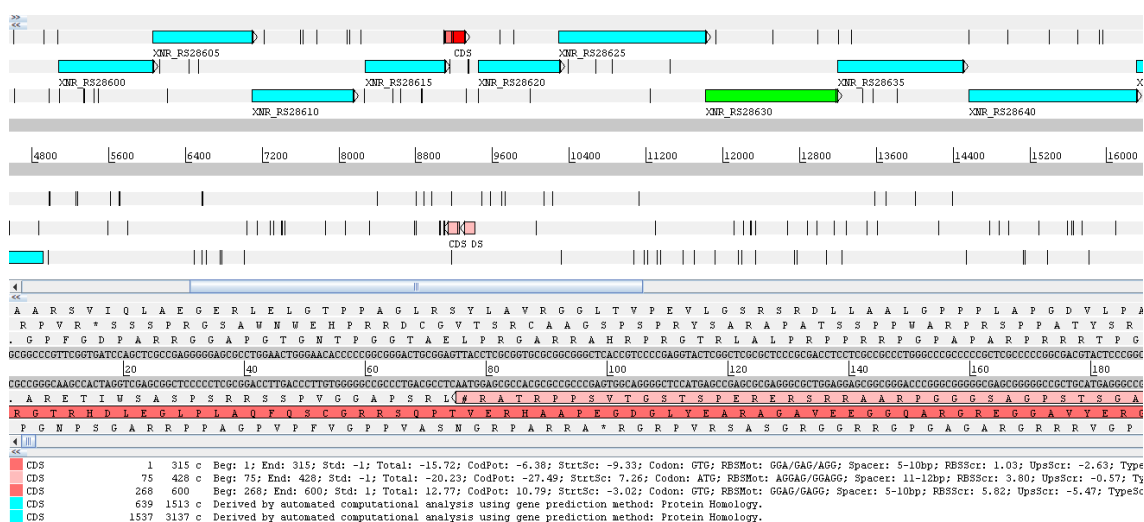 XNR_RS28605
CDS
XNR_RS28625
XNR_RS28600
XNR_RS28615
XNR_RS28620
XNR_RS28635
XNR_RS28610
XNR_RS28630
XNR_RS28640
4800 5600 6400 7200 8000 8800 9600 10400 11200 12000 12800 13600 14400 15200 16000
CDS DS
A A R S V I Q L A E G E R L E L G T P P A G L R S Y L A V R G G L T V P E V L G S R S R D L L A A L G P P P L A P G D V L P A
R P V R * S S S P R G S A W N W E H P R R D C G V T S R C A A G S P S P R Y S A R A P A T S S P P W A R P R S P P A T Y S R
. G P F G D P A R R G A P G T G N T P G G T A E L P R G A R R A H R P G T R L A L P R P P R R P G P A P A R P R R R T P G
GCGGCCCGTTCGGTGATCCAGCTCGCCGAGGGGGAGCGCCTGGAACTGGGAACACCCCCGGCGGGACTGCGGAGTTACCTCGCGGTGCGCGGCGGGCTCACCGTCCCCGAGGTACTCGGCTCGCGCTCCCGCGACCTCCTCGCCGCCCTGGGCCCGCCCCCGCTCGCCCCCGGCGACGTACTCCCGG
20 40 60 80 100 120 140 160 180
CGCCGGGCAAGCCACTAGGTCGAGCGGCTCCCCCTCGCGGACCTTGACCCTTGTGGGGGCCGCCCTGACGCCTCAATGGAGCGCCACGCGCCGCCCGAGTGGCAGGGGCTCCATGAGCCGAGCGCGAGGGCGCTGGAGGAGCGGCGGGACCCGGGCGGGGGCGAGCGGGGGCCGCTGCATGAGGGCC
. A R E T I W S A S P S R R S S P V G G A P S R L # R A T R P P S V T G S T S P E R E R S R R A A R P G G G S A G P S T S G A
R G T R H D L E G L P L A Q F Q S C G R R S Q P T V E R H A A P E G D G L Y E A R A G A V E E G Q A R G R E G G A V Y E R G
P G N P S G A R R P P A G P V P F V G P P V A S N G R P A R R A * R G R P V R S A S G R G G R R G P G A G R G R R R V G P
CDS 1 315 c Beg: 1; End: 315; Std: -1; Total: -15.72; CodPot: -6.38; StrtSc: -9.33; Codon: GTG; RBSMot: GGA/GAG/AGG; Spacer: 5-10bp; RBSScr: 1.03; UpsScr: -2.63; Type
CDS 75 428 c Beg: 75; End: 428; Std: -1; Total: -20.23; CodPot: -27.49; StrtSc: 7.26; Codon: ATG; RBSMot: AGGAG/GGAGG; Spacer: 11-12bp; RBSScr: 3.80; UpsScr: -0.57; Ty
CDS 268 600 Beg: 268; End: 600; Std: 1; Total: 12.77; CodPot: 10.79; StrtSc: -3.02; Codon: GTG; RBSMot: GGAG/GAGG; Spacer: 5-10bp; RBSScr: 5.82; UpsScr: -5.47; TypeS
CDS 639 1513 c Derived by automated computational analysis using gene prediction method: Protein Homology.
CDS 1537 3137 c Derived by automated computational analysis using gene prediction method: Protein Homology.